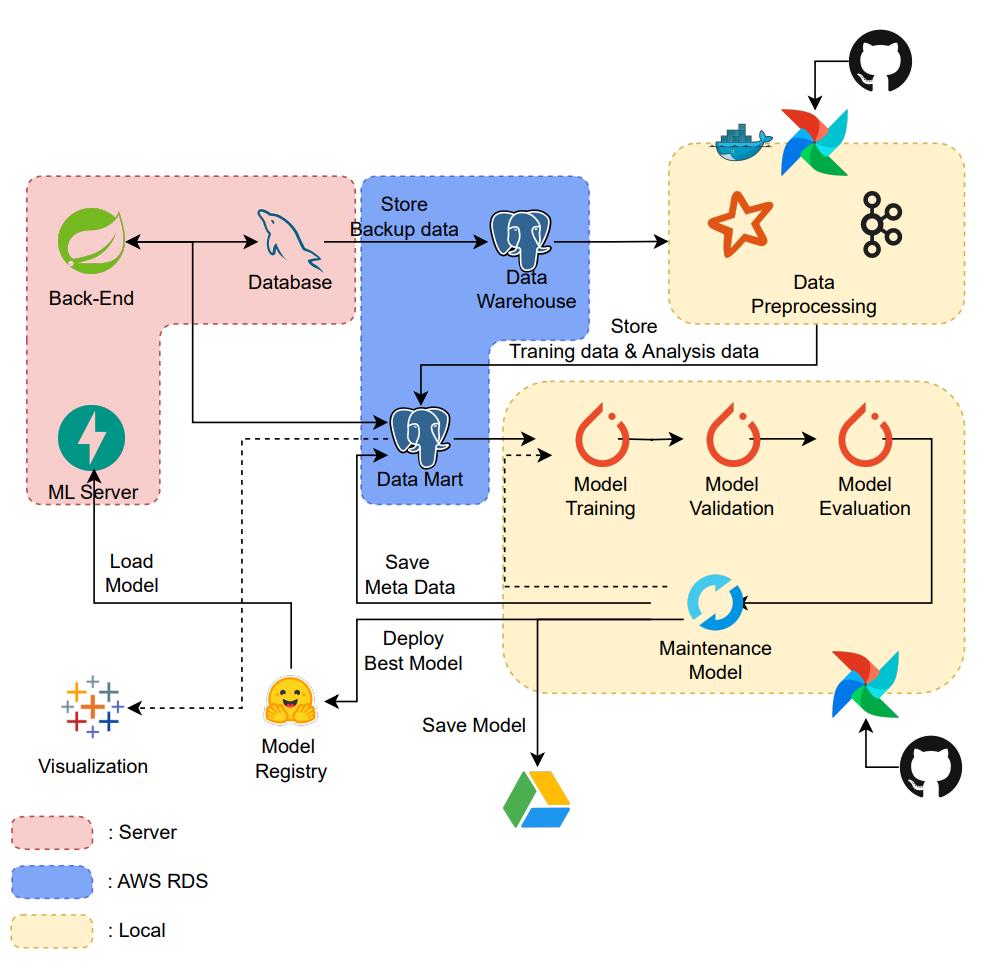 Store
Backup data
Back-End
Database
Data
Warehouse
Data
Preprocessing
Store
Traning data & Analysis data
ML Server
Data Mart
Model
Training
Model
Validation
Model
Evaluation
Load
Model
Save
Meta Data
Deploy
Best Model
Maintenance
Model
Save Model
Visualization
Model
Registry
: Server
: AWS RDS
: Local